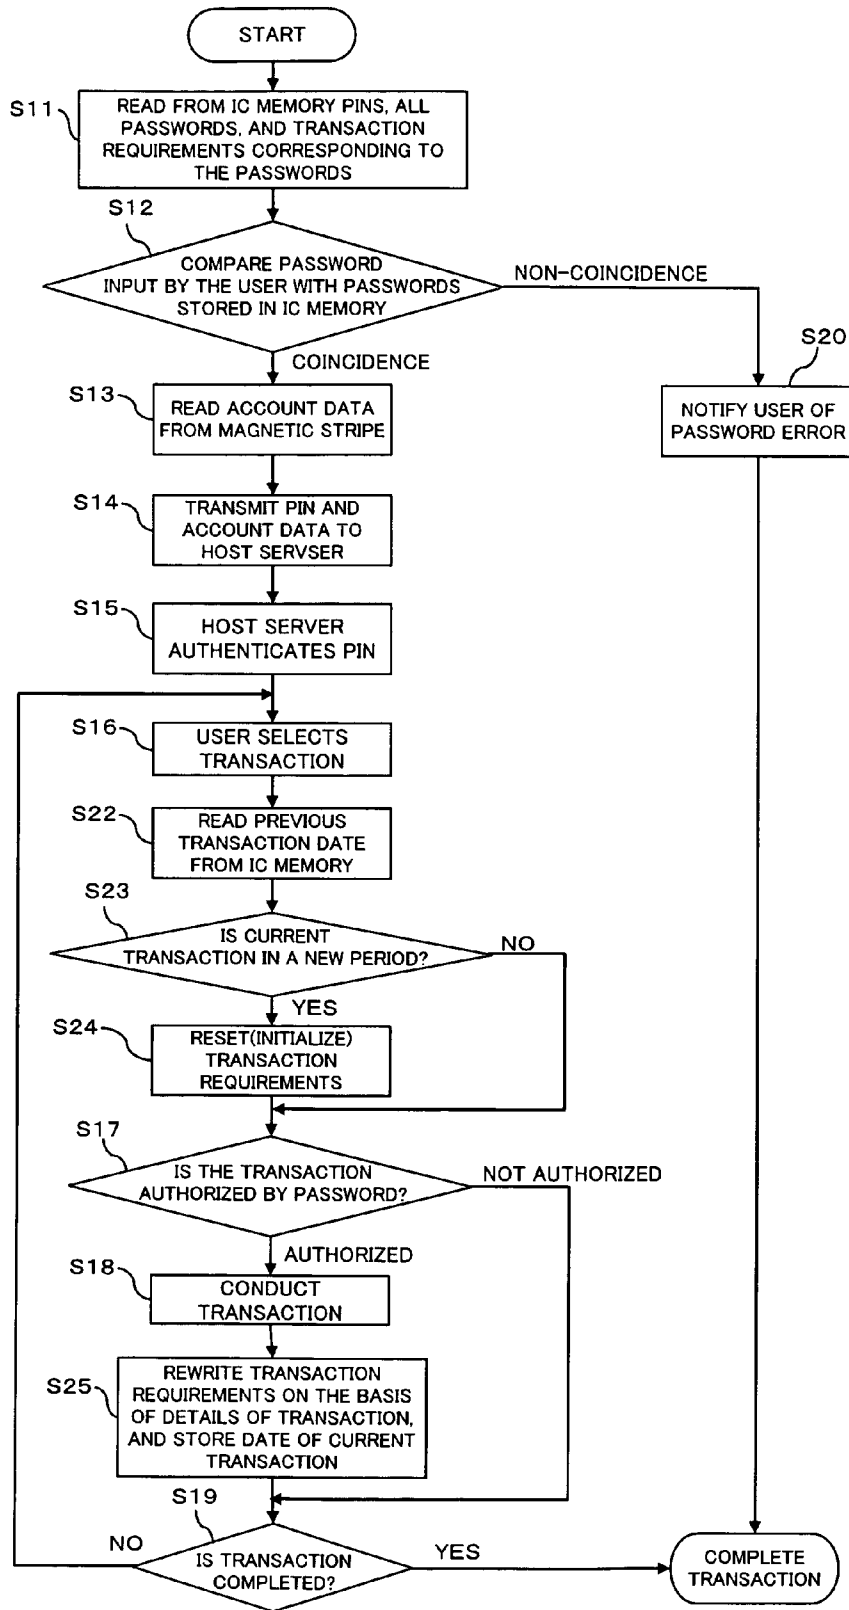 START
S11
READ FROM IC MEMORY PINS, ALL
PASSWORDS, AND TRANSACTION
REQUIREMENTS CORRESPONDING TO
THE PASSWORDS
S12
COMPARE PASSWORD
INPUT BY THE USER WITH PASSWORDS
STORED IN IC MEMORY
NON-COINCIDENCE
COINCIDENCE
S20
NOTIFY USER OF
PASSWORD ERROR
S13
READ ACCOUNT DATA
FROM MAGNETIC STRIPE
S14
TRANSMIT PIN AND
ACCOUNT DATA TO
HOST SERVSER
S15
HOST SERVER
AUTHENTICATES PIN
S16
USER SELECTS
TRANSACTION
S22
READ PREVIOUS
TRANSACTION DATE
FROM IC MEMORY
S23
IS CURRENT
TRANSACTION IN A NEW PERIOD?
NO
YES
S24
RESET(INITIALIZE)
TRANSACTION
REQUIREMENTS
S17
IS THE TRANSACTION
AUTHORIZED BY PASSWORD?
NOT AUTHORIZED
AUTHORIZED
S18
CONDUCT
TRANSACTION
S25
REWRITE TRANSACTION
REQUIREMENTS ON THE BASIS
OF DETAILS OF TRANSACTION,
AND STORE DATE OF CURRENT
TRANSACTION
S19
NO
IS TRANSACTION
COMPLETED?
YES
COMPLETE
TRANSACTION